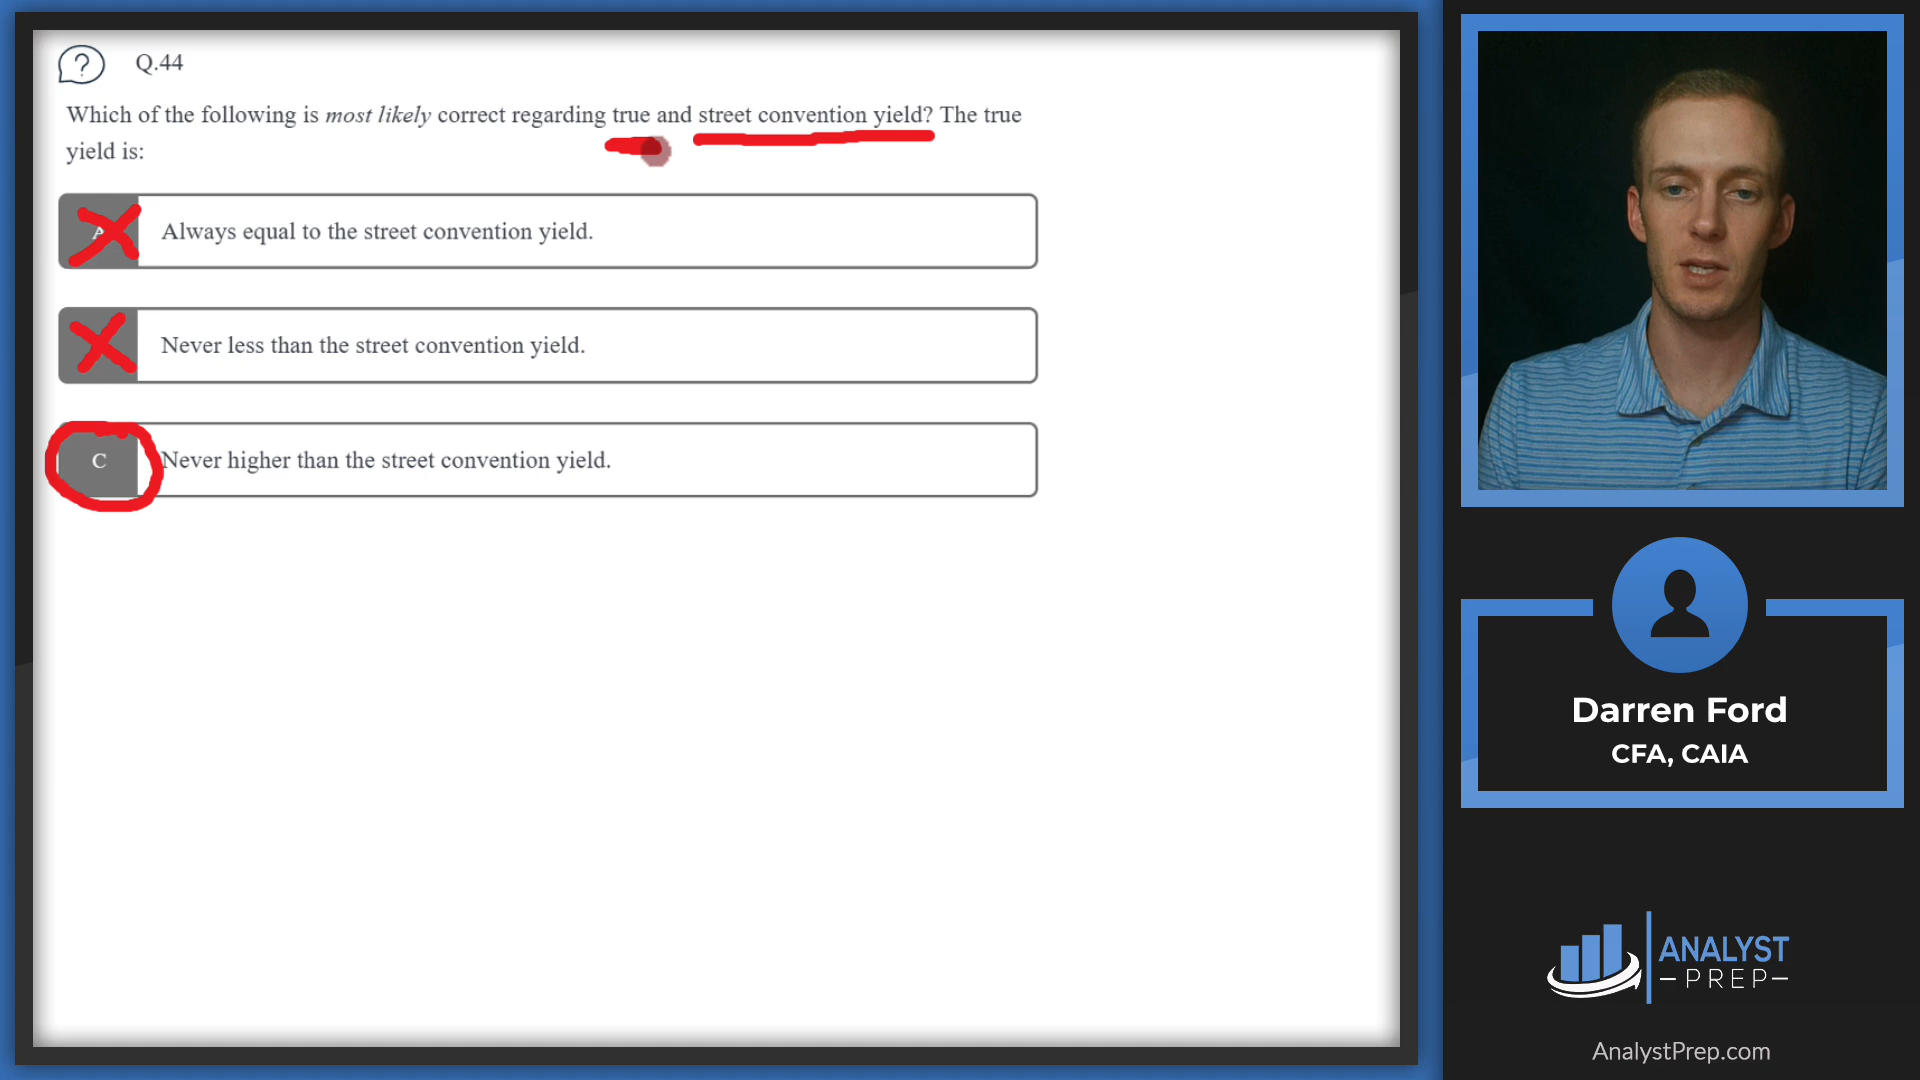 Q.44
Which of the following is most likely correct regarding true and street convention yield? The true
yield is:
A
Always equal to the street convention yield.
Never less than the street convention yield.
C
Never higher than the street convention yield.
Darren Ford
CFA, CAIA
ANALYST
PREP
AnalystPrep.com